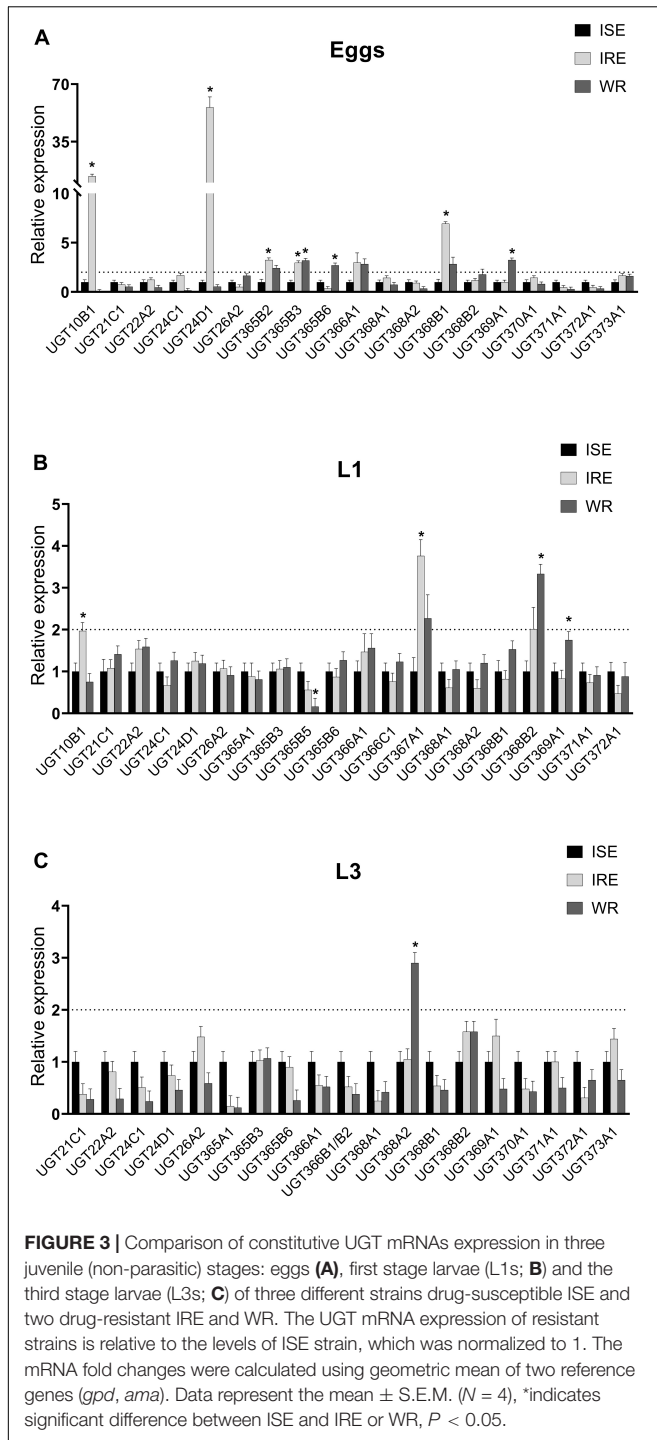 A
Eggs
ISE
IRE
WR
Relative expression
70
35
10
5
0
* * * * * * * *
UGT10B1 UGT21C1 UGT22A2 UGT24C1 UGT24D1 UGT26A2 UGT365B2 UGT365B3 UGT365B6 UGT366A1 UGT368A1 UGT368A2 UGT368B1 UGT368B2 UGT369A1 UGT370A1 UGT371A1 UGT372A1 UGT373A1
B
L1
ISE
IRE
WR
Relative expression
5
4
3
2
1
0
* * * * *
UGT10B1 UGT21C1 UGT22A2 UGT24C1 UGT24D1 UGT26A2 UGT365A1 UGT365B3 UGT365B5 UGT365B6 UGT366A1 UGT366C1 UGT367A1 UGT368A1 UGT368A2 UGT368B1 UGT368B2 UGT369A1 UGT371A1 UGT372A1
C
L3
ISE
IRE
WR
Relative expression
4
3
2
1
0
*
UGT21C1 UGT22A2 UGT24C1 UGT24D1 UGT26A2 UGT365A1 UGT365B3 UGT365B6 UGT366A1 UGT366B1/B2 UGT368A1 UGT368A2 UGT368B1 UGT368B2 UGT369A1 UGT370A1 UGT371A1 UGT372A1 UGT373A1
FIGURE 3 | Comparison of constitutive UGT mRNAs expression in three
juvenile (non-parasitic) stages: eggs (A), first stage larvae (L1s; B) and the
third stage larvae (L3s; C) of three different strains drug-susceptible ISE and
two drug-resistant IRE and WR. The UGT mRNA expression of resistant
strains is relative to the levels of ISE strain, which was normalized to 1. The
mRNA fold changes were calculated using geometric mean of two reference
genes (gpd, ama). Data represent the mean ± S.E.M. (N = 4), *indicates
significant difference between ISE and IRE or WR, P < 0.05.